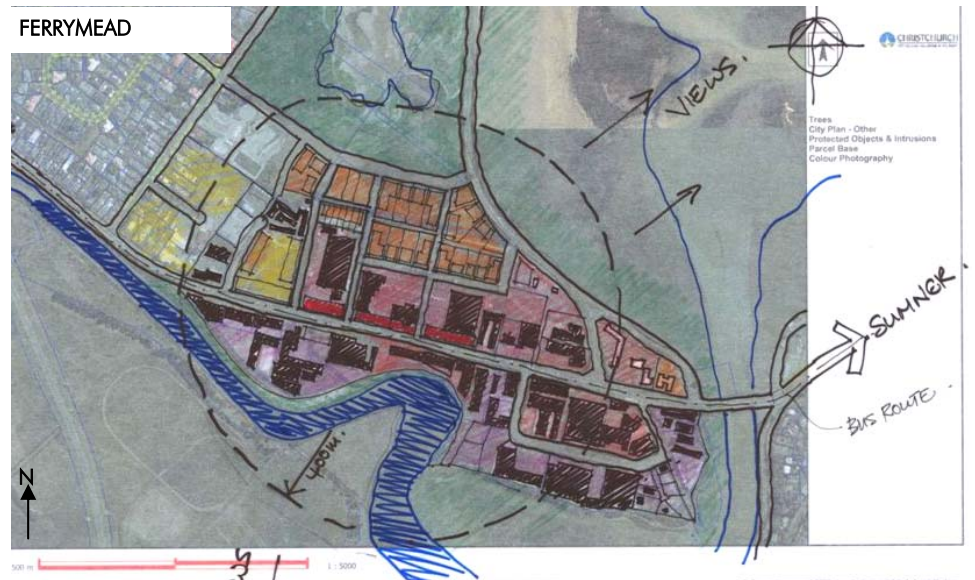 FERRYMEAD
CHRISTCHURCH
Trees
City Plan - Other
Protected Objects & Intrusions
Parcel Base
Colour Photography
VIEWS.
SUMNER.
BUS ROUTE
400m.
N
500 m
1 : 5000